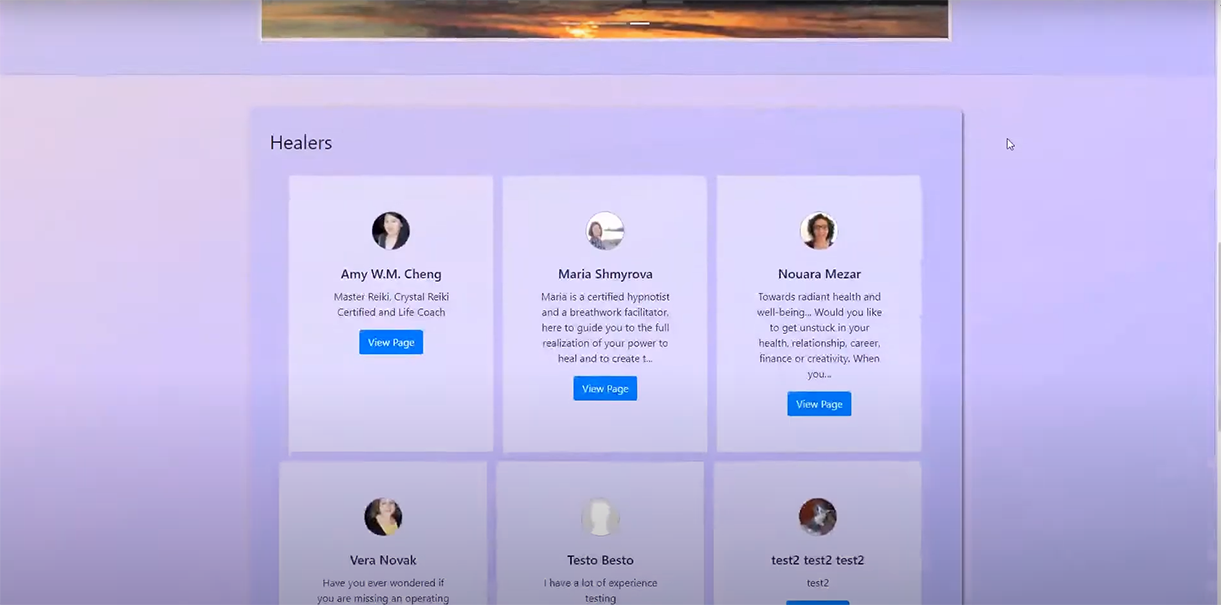 Healers
Amy W.M. Cheng
Master Reiki, Crystal Reiki
Certified and Life Coach
View Page
Maria Shmyrova
Maria is a certified hypnotist
and a breathwork facilitator,
here to guide you to the full
realization of your power to
heal and to create t...
View Page
Nouara Mezar
Towards radiant health and
well-being... Would you like
to get unstuck in your
health, relationship, career,
finance or creativity. When
you...
View Page
Vera Novak
Have you ever wondered if
you are missing an operating
Testo Besto
I have a lot of experience
testing
test2 test2 test2
test2